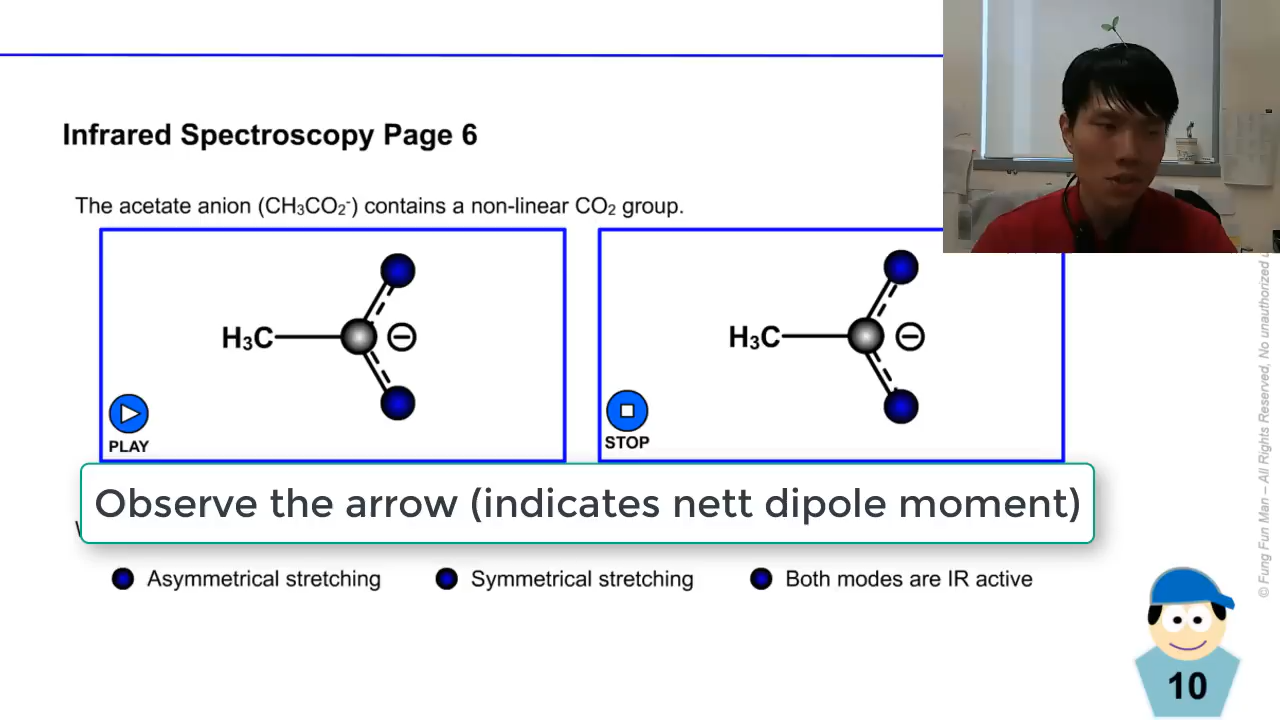 Infrared Spectroscopy Page 6
The acetate anion (CH₃CO₂⁻) contains a non-linear CO₂ group.
H₃C
PLAY
H₃C
STOP
Observe the arrow (indicates nett dipole moment)
Asymmetrical stretching
Symmetrical stretching
Both modes are IR active
10
© Fung Fun Man – All Rights Reserved, No unauthorized